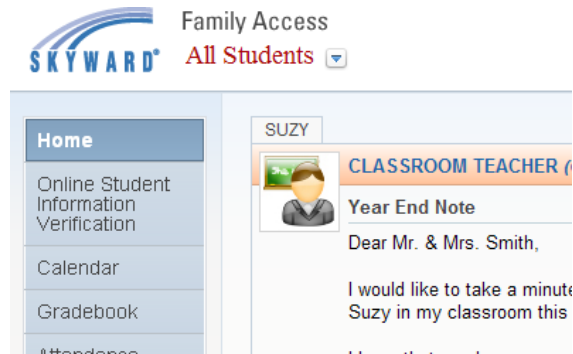 Family Access
SKYWARD
All Students
Home
Online Student
Information
Verification
Calendar
Gradebook
Attendance
SUZY
CLASSROOM TEACHER
Year End Note
Dear Mr. & Mrs. Smith,
I would like to take a minute
Suzy in my classroom this